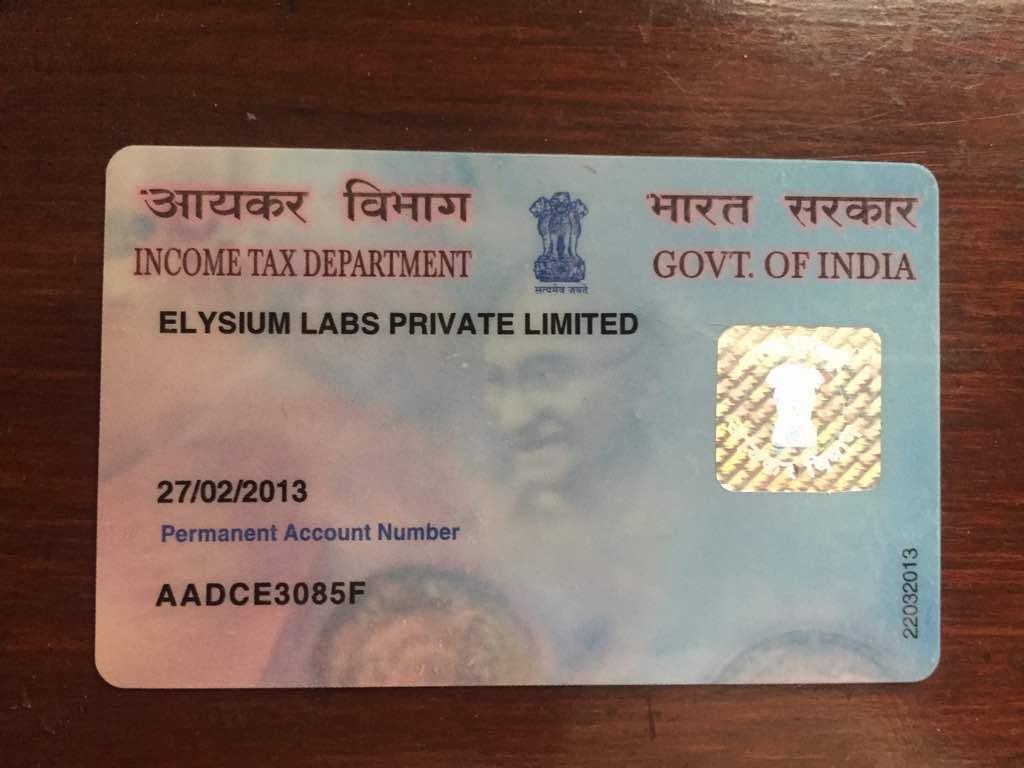 आयकर विभाग
INCOME TAX DEPARTMENT
भारत सरकार
GOVT. OF INDIA
सत्यमेव जयते
ELYSIUM LABS PRIVATE LIMITED
27/02/2013
Permanent Account Number
AADCE3085F
22032013